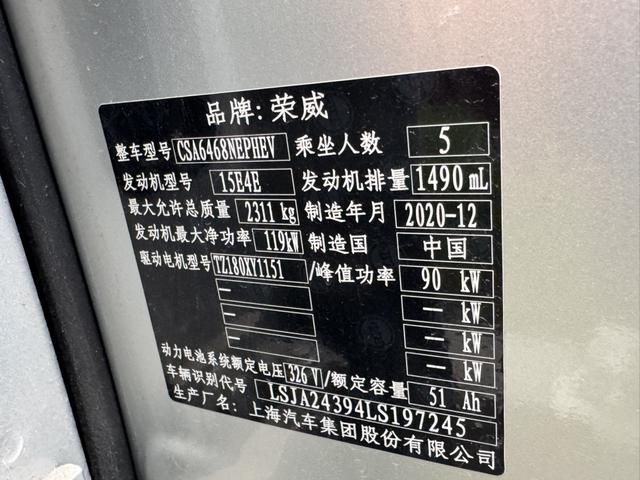 品牌:荣威
整车型号 CSA6468NEPHEV 乘坐人数 5
发动机型号 15E4E 发动机排量 1490 mL
最大允许总质量 2311 kg 制造年月 2020-12
发动机最大净功率 119kW 制造国 中国
驱动电机型号 TZ180XY1151 /峰值功率 90 kW
— — kW
— — kW
— — kW
动力电池系统额定电压 326 V /额定容量 51 Ah
车辆识别代号 LSJA24394LS197245
生产厂名: 上海汽车集团股份有限公司